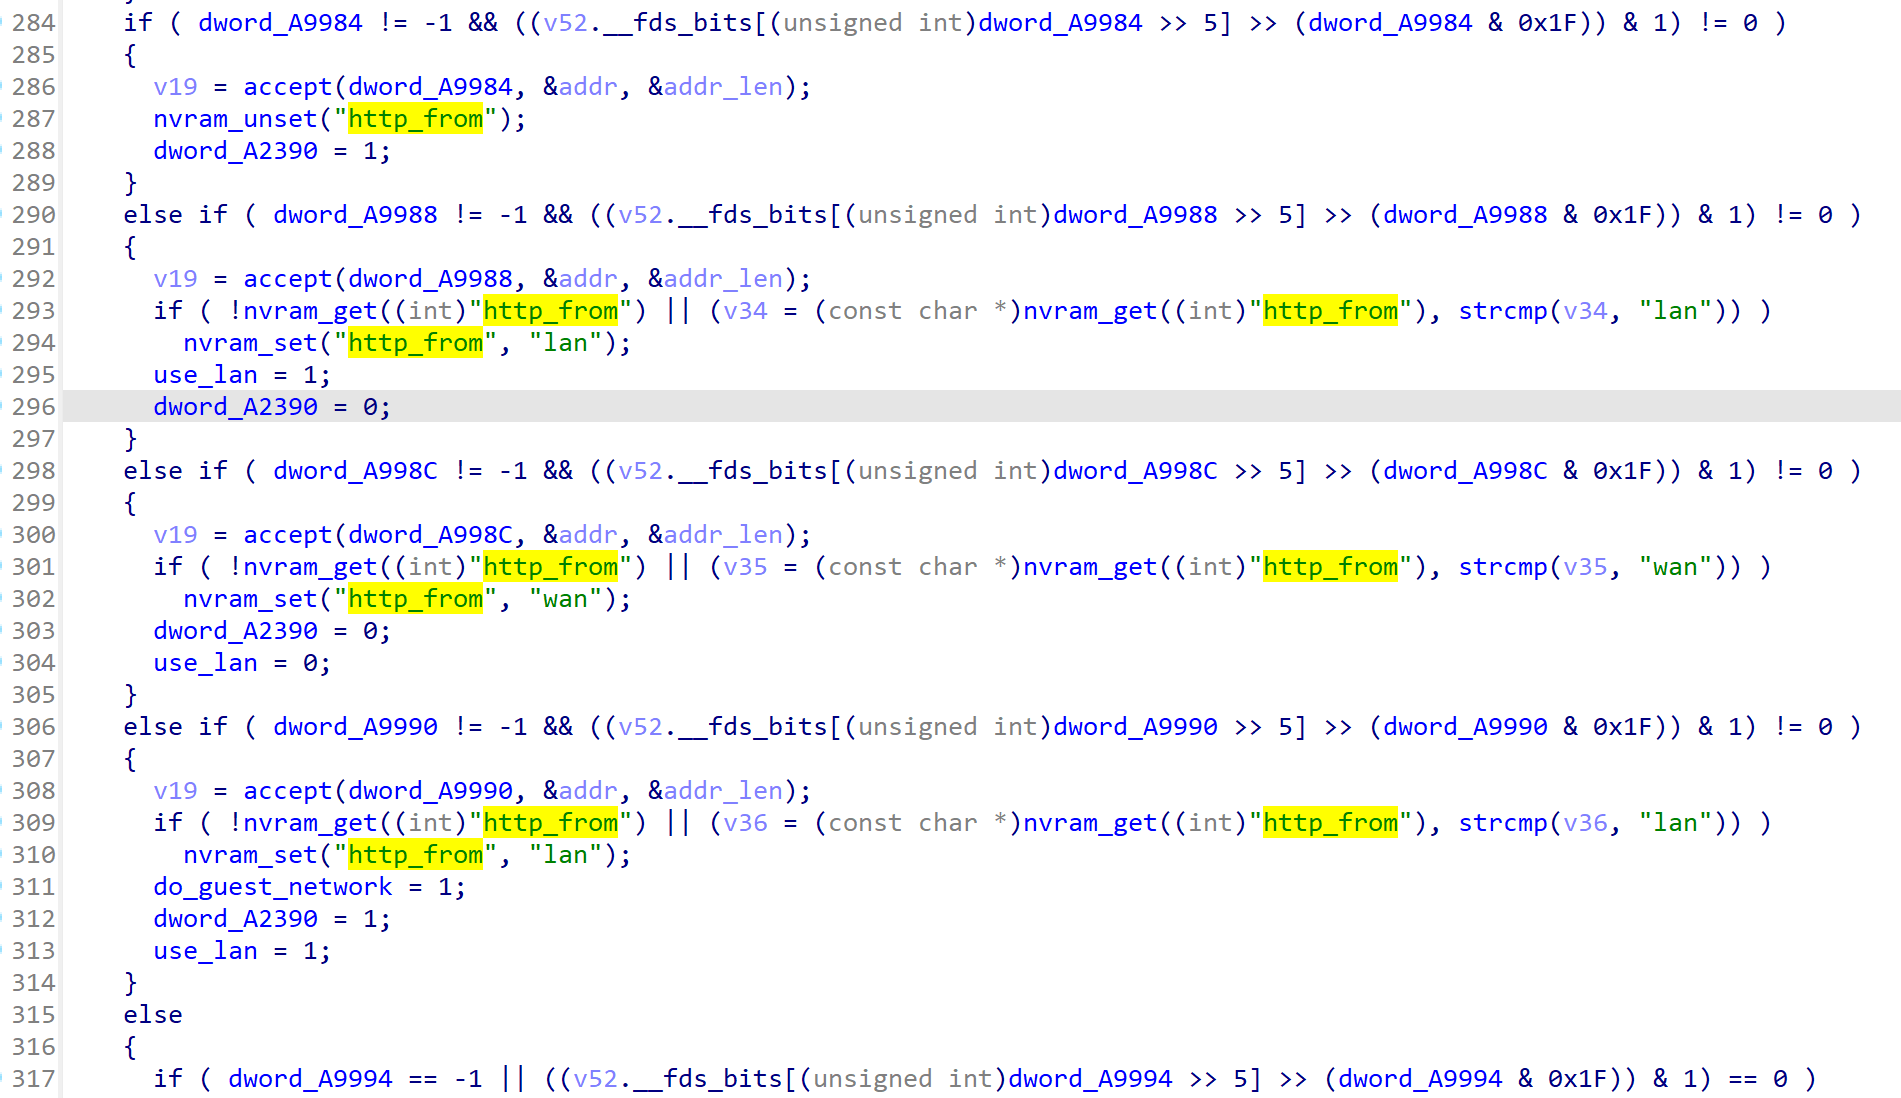 284 if ( dword_A9984 != -1 && ((v52.__fds_bits[(unsigned int)dword_A9984 >> 5] >> (dword_A9984 & 0x1F)) & 1) != 0 )
285 {
286 v19 = accept(dword_A9984, &addr, &addr_len);
287 nvram_unset("http_from");
288 dword_A2390 = 1;
289 }
290 else if ( dword_A9988 != -1 && ((v52.__fds_bits[(unsigned int)dword_A9988 >> 5] >> (dword_A9988 & 0x1F)) & 1) != 0 )
291 {
292 v19 = accept(dword_A9988, &addr, &addr_len);
293 if ( !nvram_get((int)"http_from") || (v34 = (const char *)nvram_get((int)"http_from"), strcmp(v34, "lan")) )
294 nvram_set("http_from", "lan");
295 use_lan = 1;
296 dword_A2390 = 0;
297 }
298 else if ( dword_A998C != -1 && ((v52.__fds_bits[(unsigned int)dword_A998C >> 5] >> (dword_A998C & 0x1F)) & 1) != 0 )
299 {
300 v19 = accept(dword_A998C, &addr, &addr_len);
301 if ( !nvram_get((int)"http_from") || (v35 = (const char *)nvram_get((int)"http_from"), strcmp(v35, "wan")) )
302 nvram_set("http_from", "wan");
303 dword_A2390 = 0;
304 use_lan = 0;
305 }
306 else if ( dword_A9990 != -1 && ((v52.__fds_bits[(unsigned int)dword_A9990 >> 5] >> (dword_A9990 & 0x1F)) & 1) != 0 )
307 {
308 v19 = accept(dword_A9990, &addr, &addr_len);
309 if ( !nvram_get((int)"http_from") || (v36 = (const char *)nvram_get((int)"http_from"), strcmp(v36, "lan")) )
310 nvram_set("http_from", "lan");
311 do_guest_network = 1;
312 dword_A2390 = 1;
313 use_lan = 1;
314 }
315 else
316 {
317 if ( dword_A9994 == -1 || ((v52.__fds_bits[(unsigned int)dword_A9994 >> 5] >> (dword_A9994 & 0x1F)) & 1) == 0 )